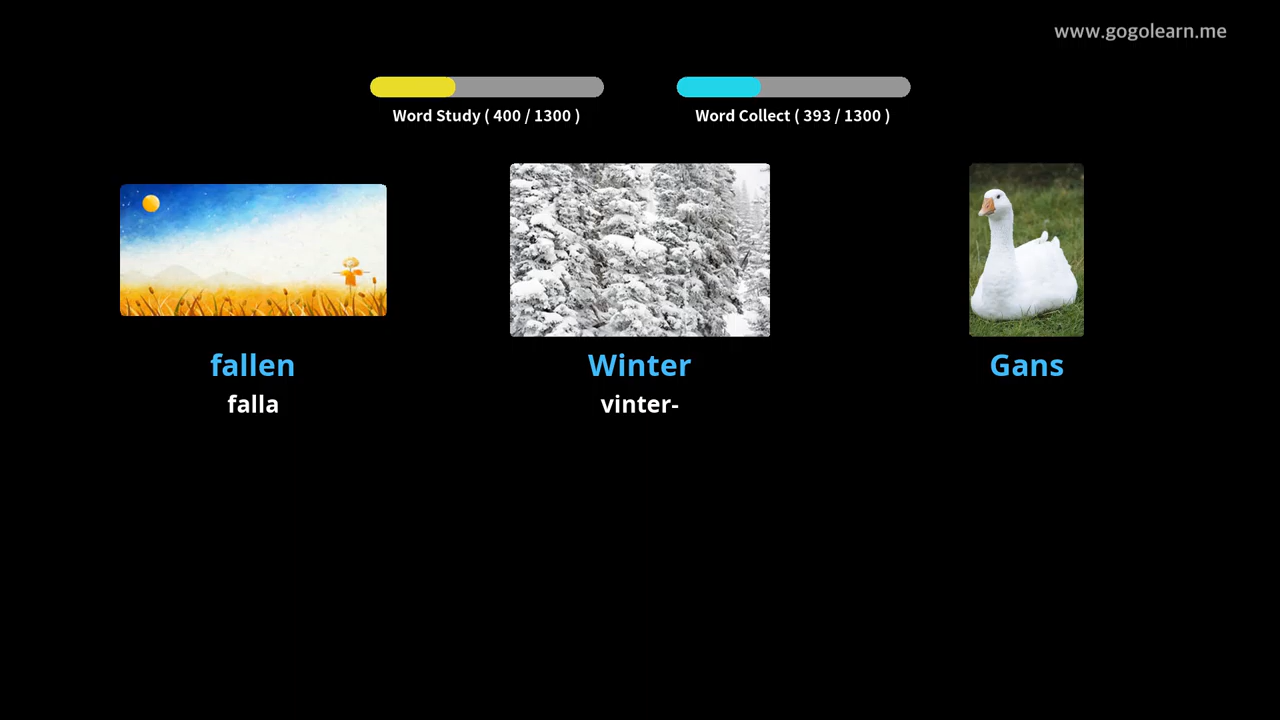 www.gogolearn.me
Word Study ( 400 / 1300 )
Word Collect ( 393 / 1300 )
fallen
falla
Winter
vinter-
Gans